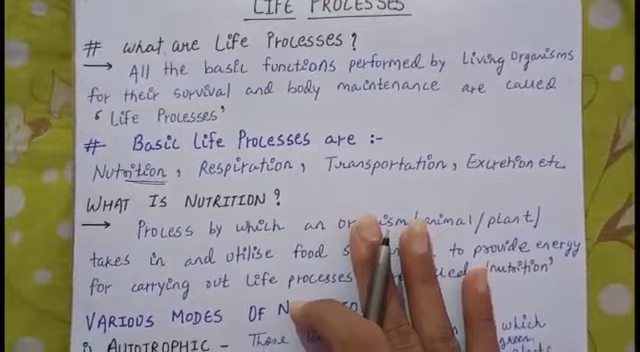 LIFE PROCESSES
# What are Life Processes?
→ All the basic functions performed by living organisms
for their survival and body maintenance are called
'Life Processes'
# Basic Life Processes are :-
Nutrition, Respiration, Transportation, Excretion etc.
WHAT IS NUTRITION?
→ Process by which an organism/animal/plant/
takes in and utilise food to provide energy
for carrying out life processes 'nutrition'
VARIOUS MODES OF
i) AUTOTROPHIC - Those which
green